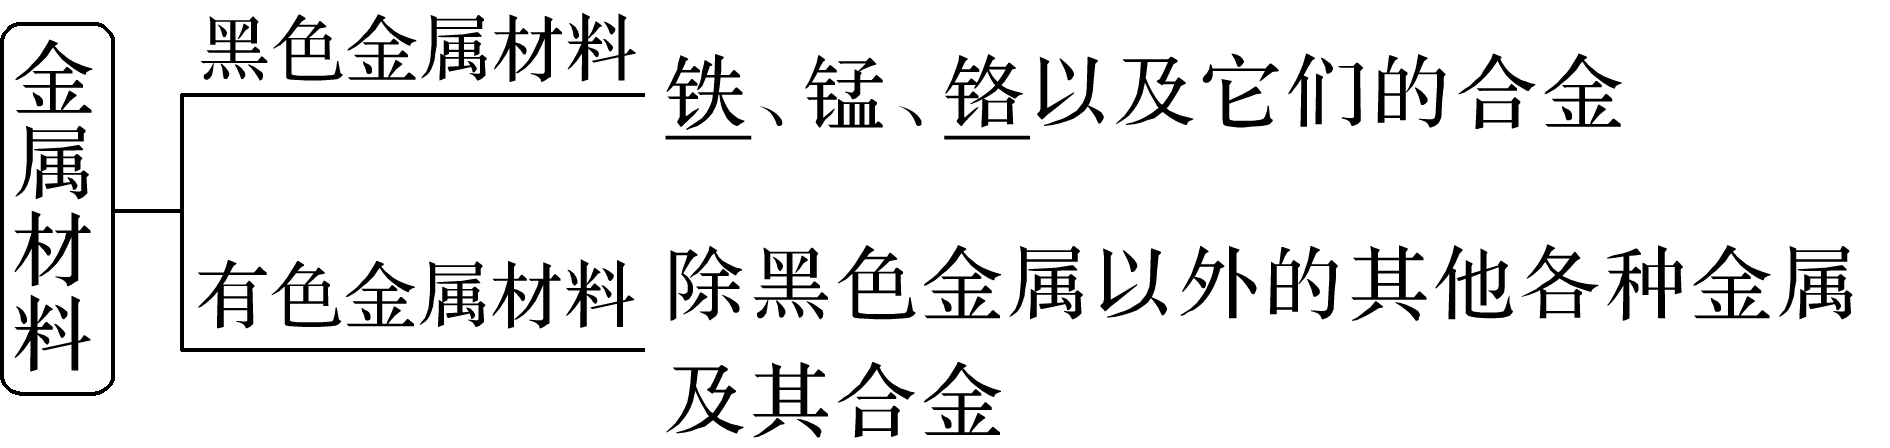 金属材料
黑色金属材料
铁、锰、铬以及它们的合金
有色金属材料
除黑色金属以外的其他各种金属
及其合金